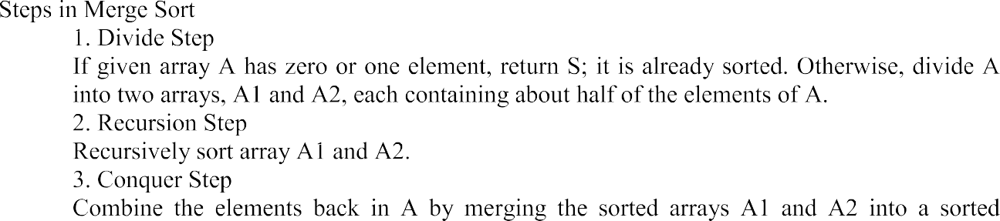 Steps in Merge Sort
1. Divide Step
If given array A has zero or one element, return S; it is already sorted. Otherwise, divide A
into two arrays, A1 and A2, each containing about half of the elements of A.
2. Recursion Step
Recursively sort array A1 and A2.
3. Conquer Step
Combine the elements back in A by merging the sorted arrays A1 and A2 into a sorted